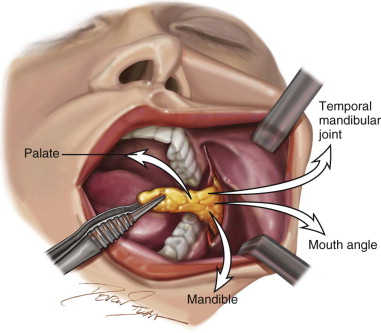 Temporal
mandibular
joint
Palate
Mouth angle
Mandible